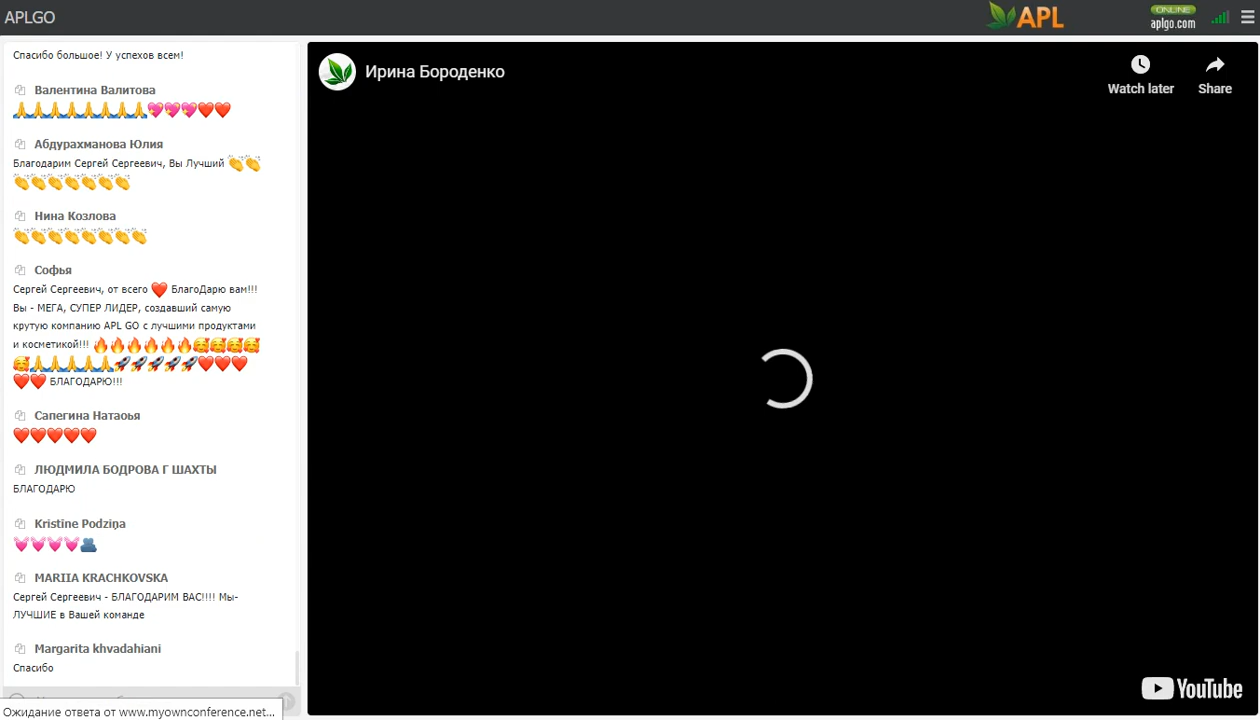 APLGO
APL
ONLINE
aplgo.com
Спасибо большое! У успехов всем!
Валентина Валитова
🙏🙏🙏🙏🙏🙏🙏🙏💖💖💖❤️❤️
Абдурахманова Юлия
Благодарим Сергей Сергеевич, Вы Лучший 👏👏
👏👏👏👏👏👏👏
Нина Козлова
👏👏👏👏👏👏👏👏
Софья
Сергей Сергеевич, от всего ❤️ БлагоДарю вам!!!
Вы - МЕГА, СУПЕР ЛИДЕР, создавший самую
крутую компанию APL GO с лучшими продуктами
и косметикой!!! 🔥🔥🔥🔥🔥🔥🥰🥰🥰🥰
🥰🙏🙏🙏🙏🙏🚀🚀🚀🚀🚀❤️❤️❤️
❤️❤️ БЛАГОДАРЮ!!!
Сапегина Натаоья
❤️❤️❤️❤️❤️
ЛЮДМИЛА БОДРОВА Г ШАХТЫ
БЛАГОДАРЮ
Kristine Podziņa
💓💓💓💓🫂
MARIIA KRACHKOVSKA
Сергей Сергеевич - БЛАГОДАРИМ ВАС!!!! Мы-
ЛУЧШИЕ в Вашей команде
Margarita khvadahiani
Спасибо
Ожидание ответа от www.myownconference.net...
Ирина Бороденко
Watch later
Share
YouTube